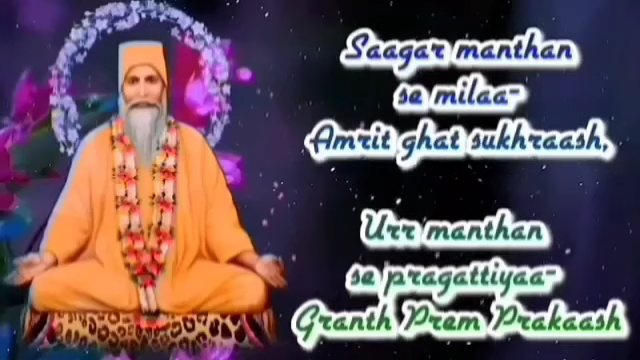 Saagar manthan
se milaa-
Amrit ghat sukhraash,
Urr manthan
se pragattiyaa-
Granth Prem Prakaash